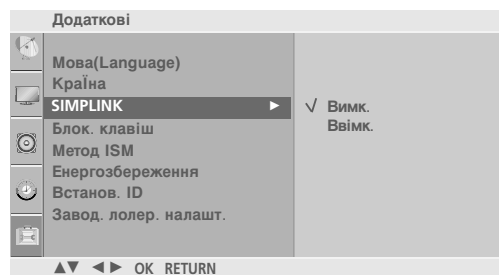 Додаткові
Мова(Language)
КраЇна
SIMPLINK ►
√ Вимк.
Ввімк.
Блок. клавіш
Метод ISM
Енергозбереження
Встанов. ID
Завод. лолер. налашт.
▲▼ ◄► OK RETURN